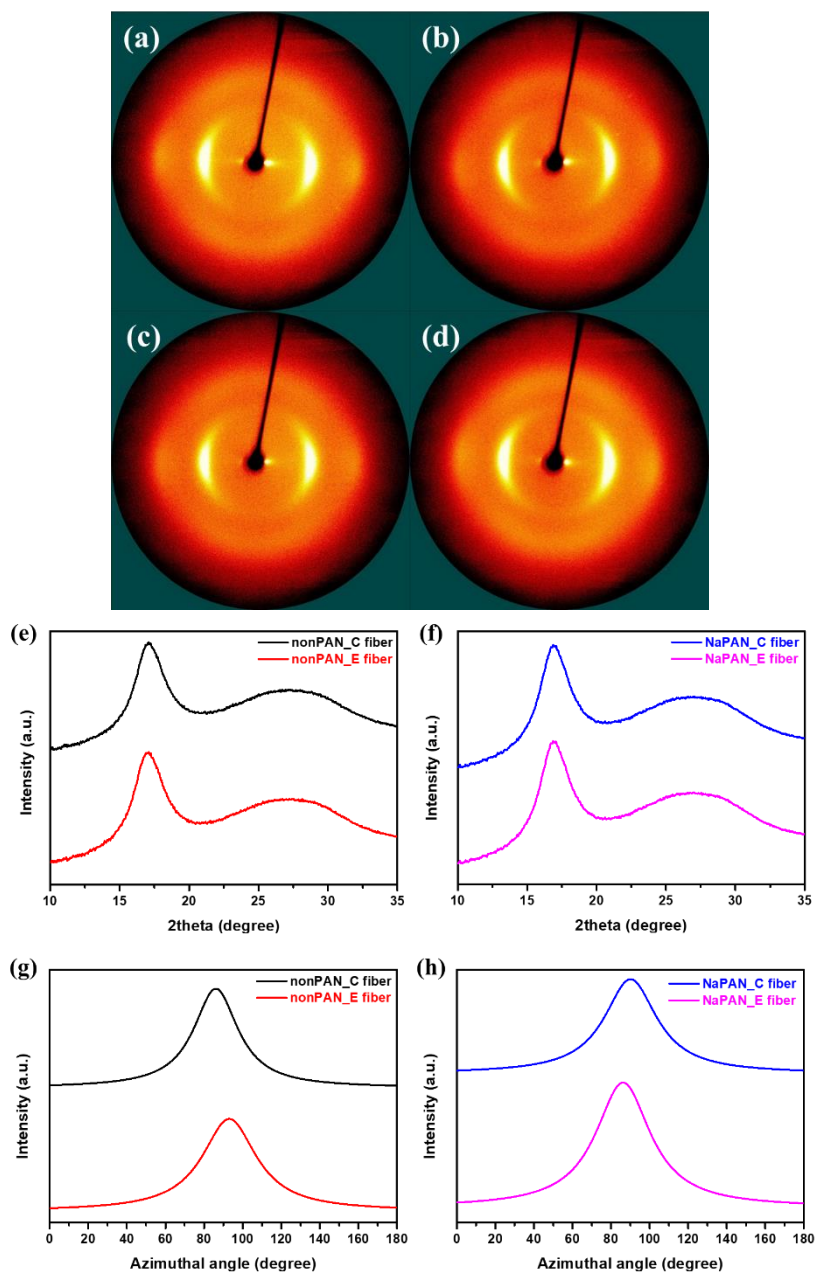 (a) (b)
(c) (d)
(e) (f)
nonPAN_C fiber
nonPAN_E fiber
Intensity (a.u.)
10 15 20 25 30 35
2theta (degree)
NaPAN_C fiber
NaPAN_E fiber
Intensity (a.u.)
10 15 20 25 30 35
2theta (degree)
(g) (h)
nonPAN_C fiber
nonPAN_E fiber
Intensity (a.u.)
0 20 40 60 80 100 120 140 160 180
Azimuthal angle (degree)
NaPAN_C fiber
NaPAN_E fiber
Intensity (a.u.)
0 20 40 60 80 100 120 140 160 180
Azimuthal angle (degree)